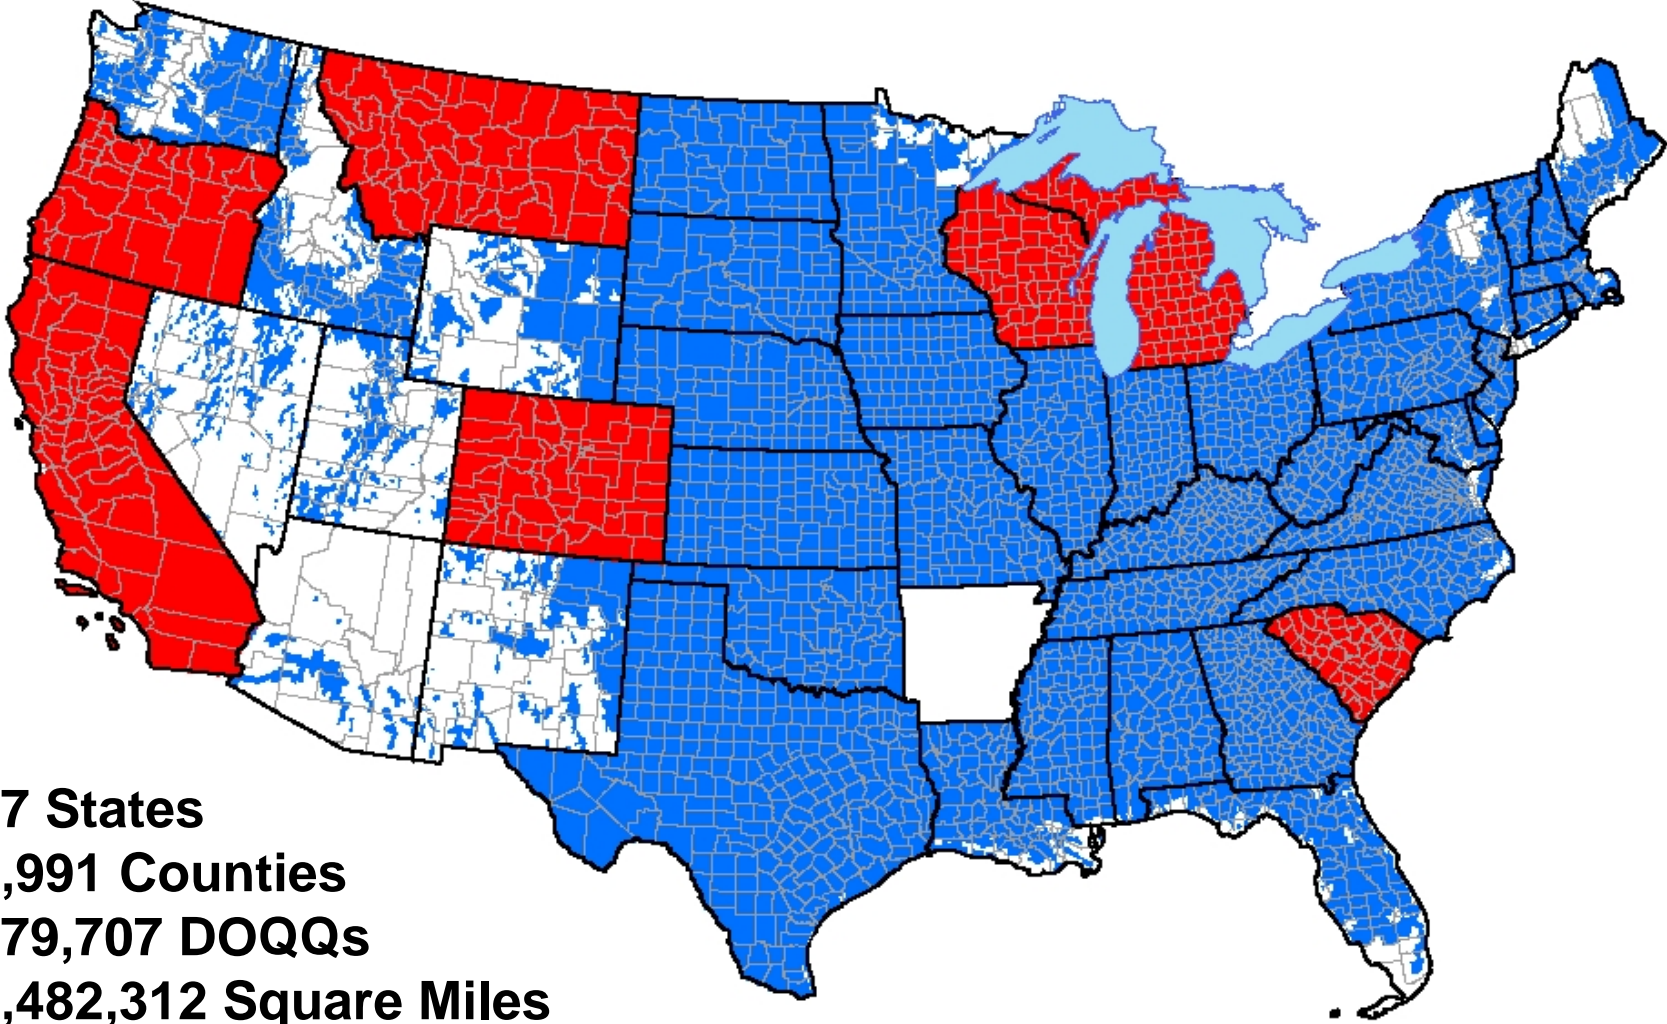 7 States
,991 Counties
79,707 DOQQs
,482,312 Square Miles